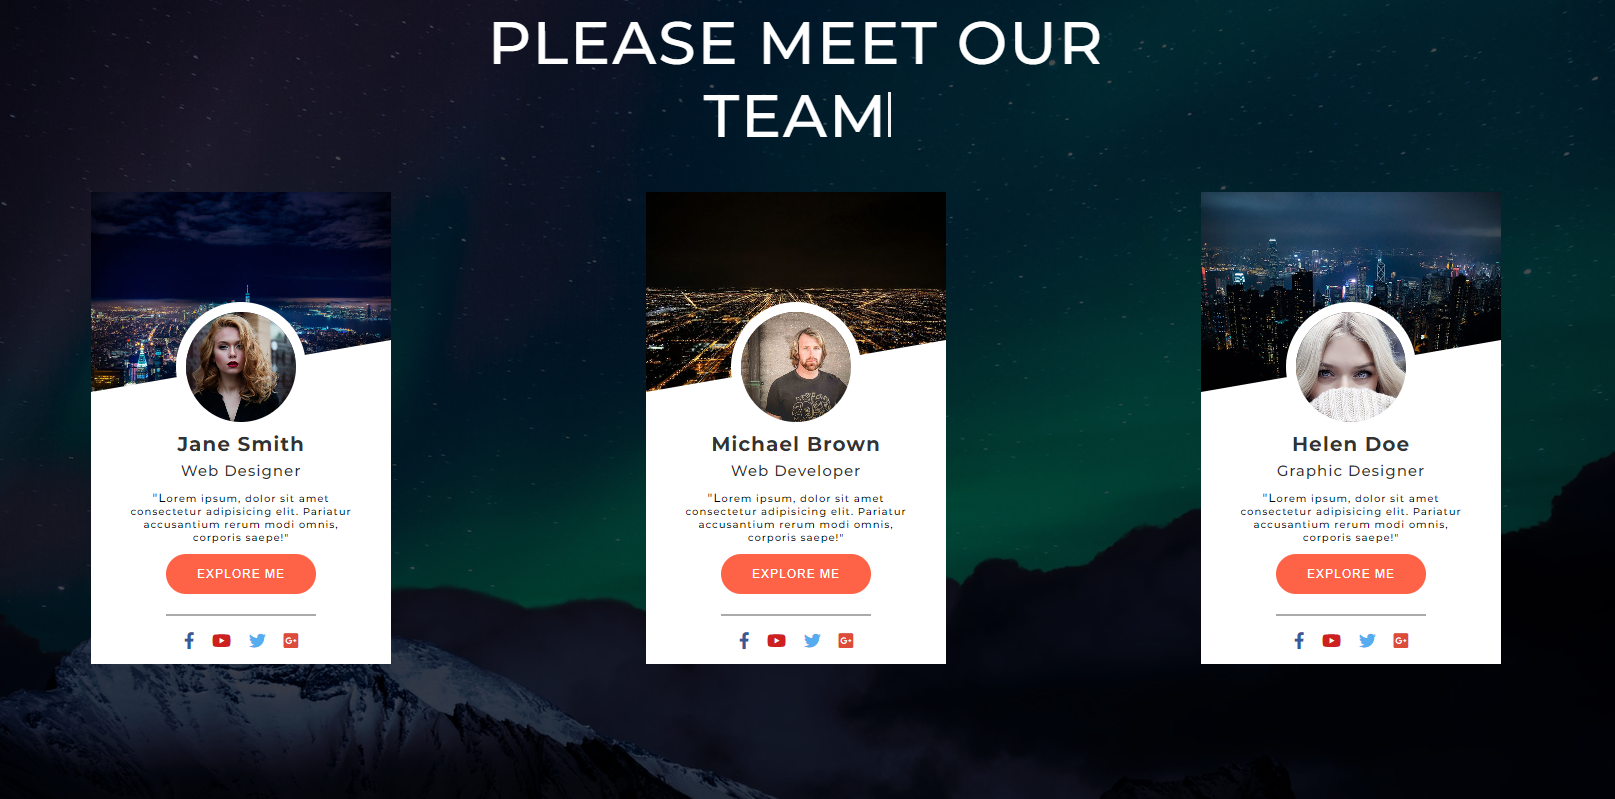 PLEASE MEET OUR
TEAM
Jane Smith
Web Designer
"Lorem ipsum, dolor sit amet
consectetur adipisicing elit. Pariatur
accusantium rerum modi omnis,
corporis saepe!"
EXPLORE ME
Michael Brown
Web Developer
"Lorem ipsum, dolor sit amet
consectetur adipisicing elit. Pariatur
accusantium rerum modi omnis,
corporis saepe!"
EXPLORE ME
Helen Doe
Graphic Designer
"Lorem ipsum, dolor sit amet
consectetur adipisicing elit. Pariatur
accusantium rerum modi omnis,
corporis saepe!"
EXPLORE ME